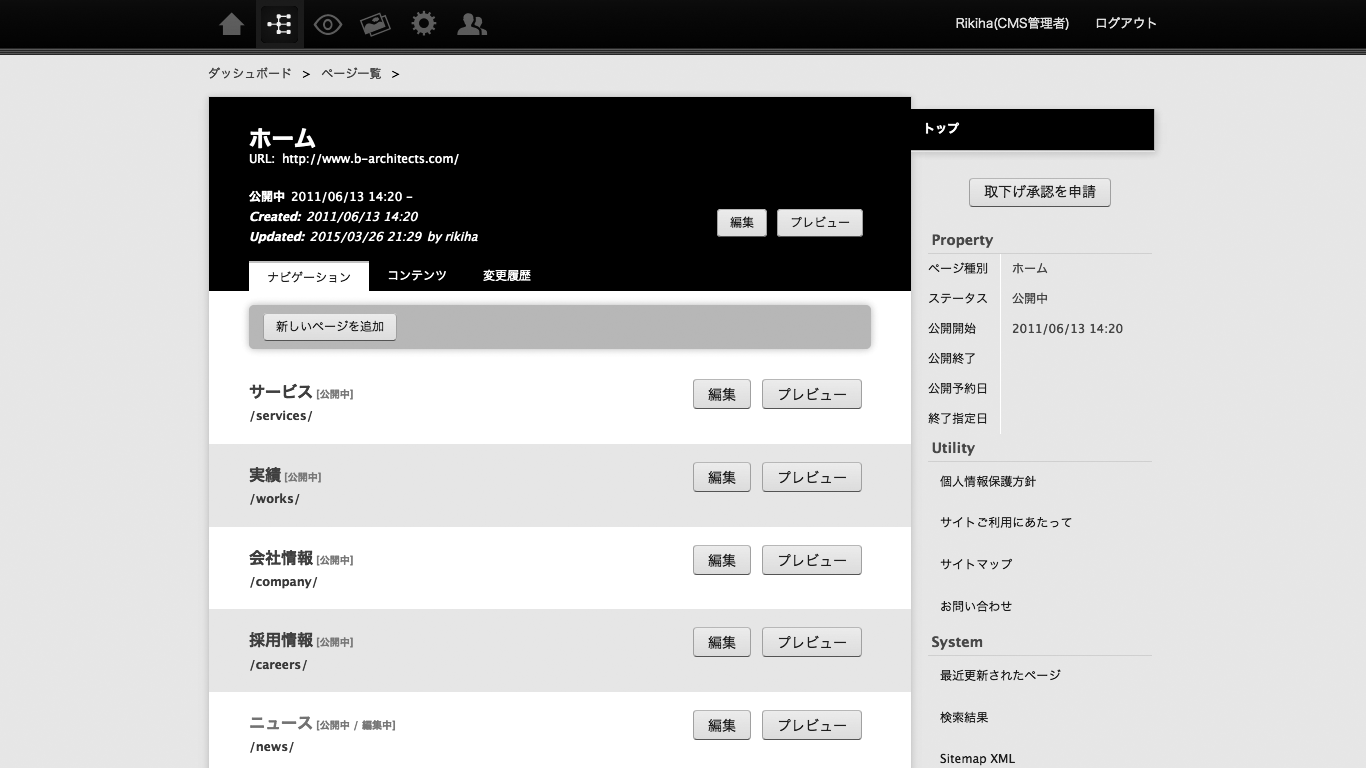 Rikiha(CMS管理者) ログアウト
ダッシュボード > ページ一覧 >
ホーム
URL: http://www.b-architects.com/
公開中 2011/06/13 14:20 –
Created: 2011/06/13 14:20
Updated: 2015/03/26 21:29 by rikiha
編集 プレビュー
ナビゲーション コンテンツ 変更履歴
新しいページを追加
サービス [公開中]
/services/
編集 プレビュー
実績 [公開中]
/works/
編集 プレビュー
会社情報 [公開中]
/company/
編集 プレビュー
採用情報 [公開中]
/careers/
編集 プレビュー
ニュース [公開中 / 編集中]
/news/
編集 プレビュー
トップ
取下げ承認を申請
Property
ページ種別 ホーム
ステータス 公開中
公開開始 2011/06/13 14:20
公開終了
公開予約日
終了指定日
Utility
個人情報保護方針
サイトご利用にあたって
サイトマップ
お問い合わせ
System
最近更新されたページ
検索結果
Sitemap XML